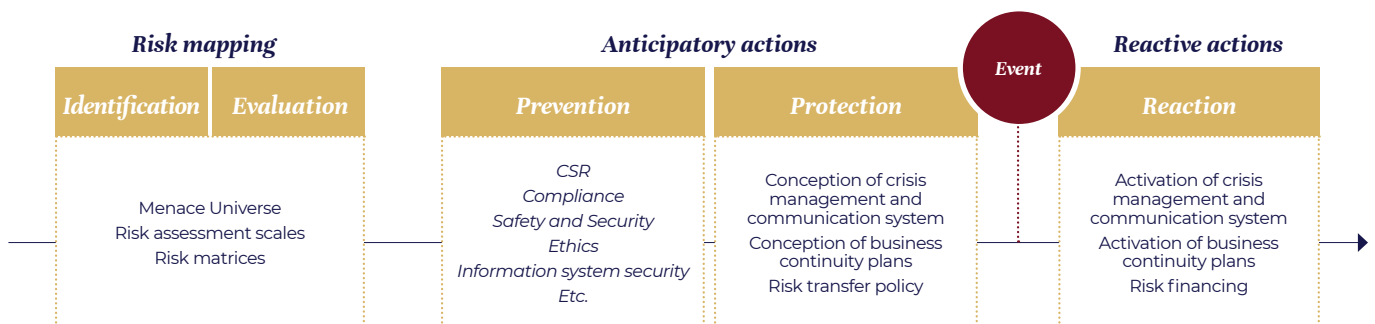 Risk mapping
Anticipatory actions
Event
Reactive actions
Identification
Evaluation
Prevention
Protection
Reaction
Menace Universe
Risk assessment scales
Risk matrices
CSR
Compliance
Safety and Security
Ethics
Information system security
Etc.
Conception of crisis
management and
communication system
Conception of business
continuity plans
Risk transfer policy
Activation of crisis
management and
communication system
Activation of business
continuity plans
Risk financing